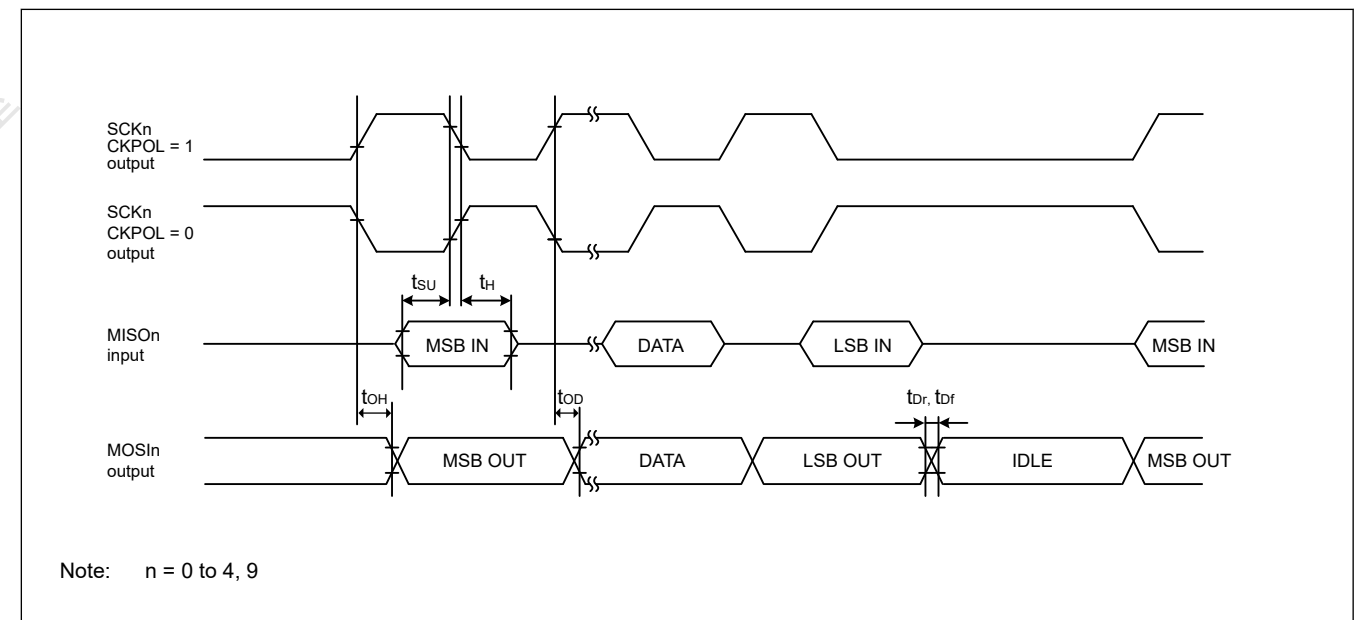 SCKn
CKPOL = 1
output
SCKn
CKPOL = 0
output
tSU
tH
MISOn
input
MSB IN
DATA
LSB IN
MSB IN
tOH
tOD
tDr, tDf
MOSIn
output
MSB OUT
DATA
LSB OUT
IDLE
MSB OUT
Note: n = 0 to 4, 9